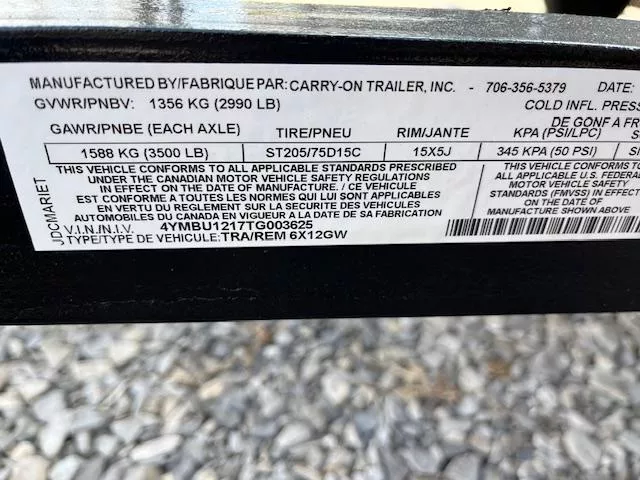 MANUFACTURED BY/FABRIQUE PAR: CARRY-ON TRAILER, INC. - 706-356-5379 DATE:
GVWR/PNBV: 1356 KG (2990 LB) COLD INFL. PRESS
GAWR/PNBE (EACH AXLE) TIRE/PNEU RIM/JANTE KPA (PSI/LPC)
DE GONF A FR
1588 KG (3500 LB) ST205/75D15C 15X5J 345 KPA (50 PSI)
THIS VEHICLE CONFORMS TO ALL APPLICABLE STANDARDS PRESCRIBED
UNDER THE CANADIAN MOTOR VEHICLE SAFETY REGULATIONS
IN EFFECT ON THE DATE OF MANUFACTURE. / CE VEHICULE
EST CONFORME A TOUTES LES NORMES QUI LUI SONT APPLICABLES
EN VERTU DU REGLEMENT SUR LA SECURITE DES VEHICULES
AUTOMOBILES DU CANADA EN VIGUEUR A LA DATE DE SA FABRICATION
V.I.N./N.I.V. 4YMBU1217TG003625
TYPE/TYPE DE VEHICULE: TRA/REM 6X12GW
JDCMARIET
THIS VEHICLE CONFORMS TO
ALL APPLICABLE U.S. FEDERAL
MOTOR VEHICLE SAFETY
STANDARDS (FMVSS) IN EFFECT
ON THE DATE OF
MANUFACTURE SHOWN ABOVE